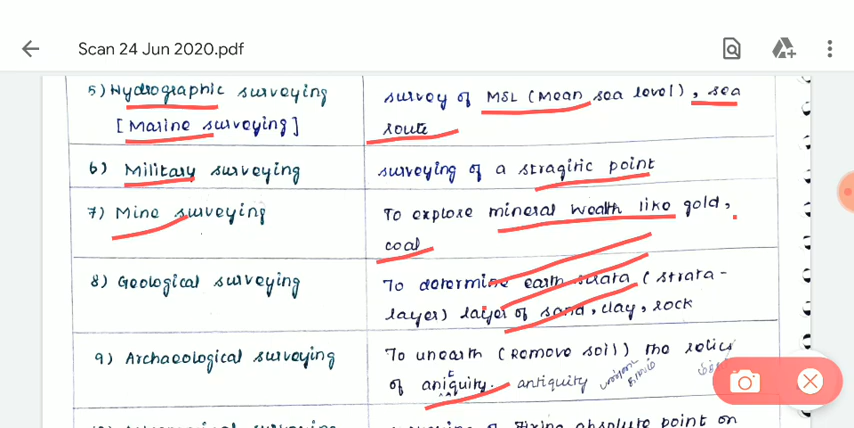 Scan 24 Jun 2020.pdf
5) Hydrographic surveying
[Marine surveying]
survey of MSL (Mean sea level), sea
route
6) Military surveying
surveying of a stragitic point
7) Mine surveying
To explore mineral wealth like gold,
coal
8) Geological surveying
To determine earth strata (strata-
layer) layer of sand, clay, rock
9) Archaeological surveying
To unearth (Remove soil) the relics
of antiquity. antiquity
absolute point on